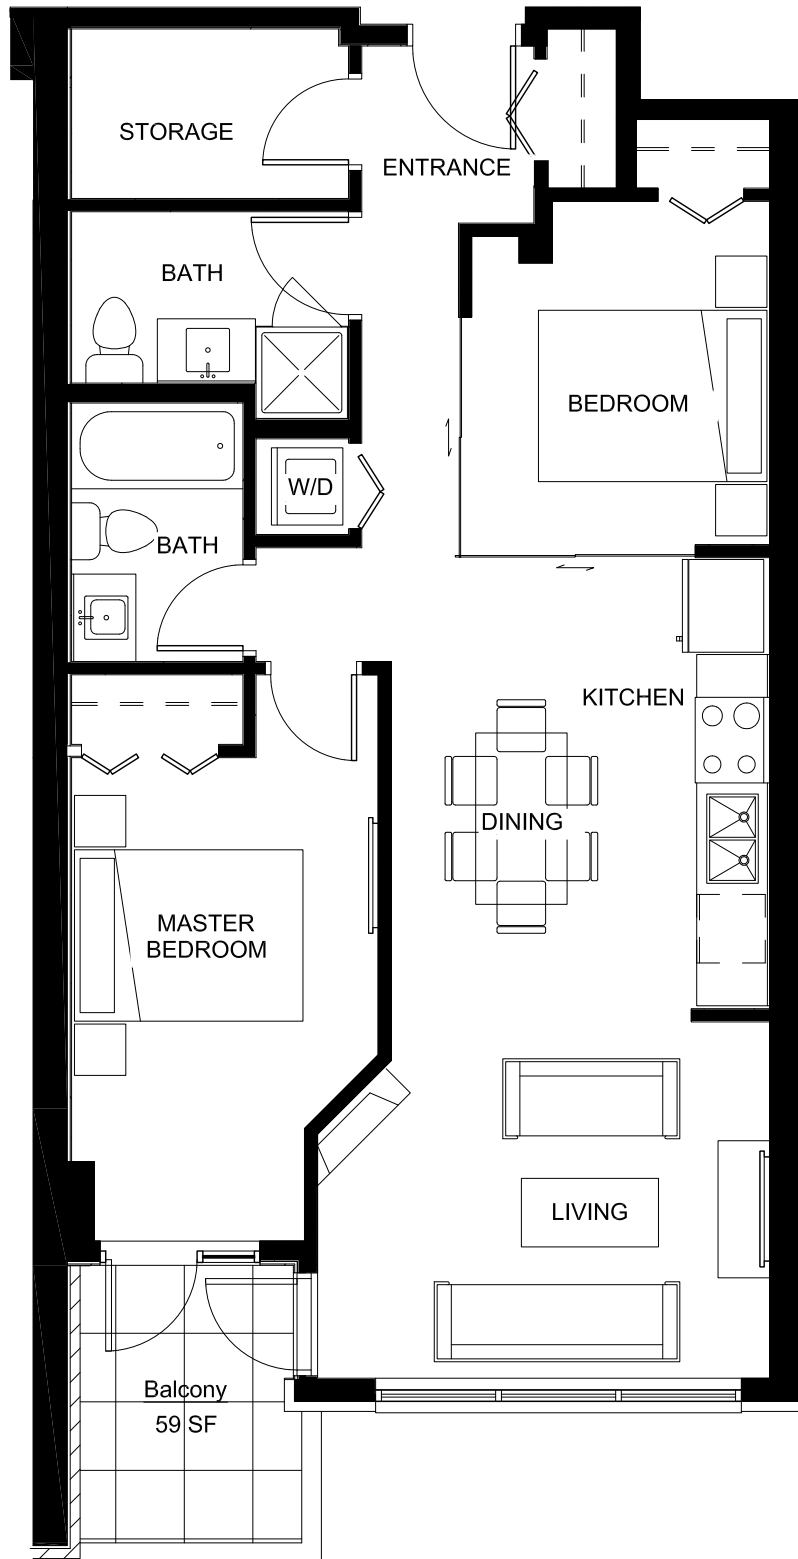 STORAGE
ENTRANCE
BATH
BEDROOM
W/D
BATH
KITCHEN
DINING
MASTER
BEDROOM
LIVING
Balcony
59 SF